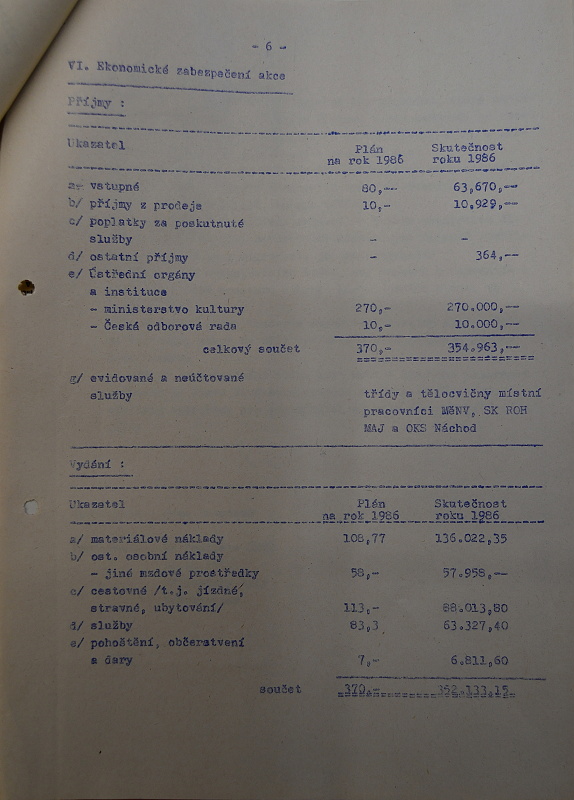 - 6 -
VI. Ekonomické zabezpečení akce
Příjmy :
Ukazatel Plán na rok 1986 Skutečnost roku 1986
a- vstupné 80,-- 63,670,--
b/ příjmy z prodeje 10,- 10.929,--
c/ poplatky za poskutnuté
služby - -
d/ ostatní příjmy - 364,--
e/ Ústřední orgány
a instituce
- ministerstvo kultury 270,- 270.000,--
- Česká odborová rada 10,- 10.000,--
celkový součet 370,- 354.963,--
g/ evidované a neúčtované
služby třídy a tělocvičny místní
pracovníci MěNV, SK ROH
MAJ a OKS Náchod
Vydání :
Ukazatel Plán na rok 1986 Skutečnost roku 1986
a/ materiálové náklady 108,77 136.022,35
b/ ost. osobní náklady
- jiné mzdové prostředky 58,- 57.958,--
c/ cestovné /t.j. jízdné,
stravné, ubytování/ 113,- 88.013,80
d/ služby 83,3 63.327,40
e/ pohoštění, občerstvení
a dary 7,- 6.811,60
součet 370,- 352.133,15